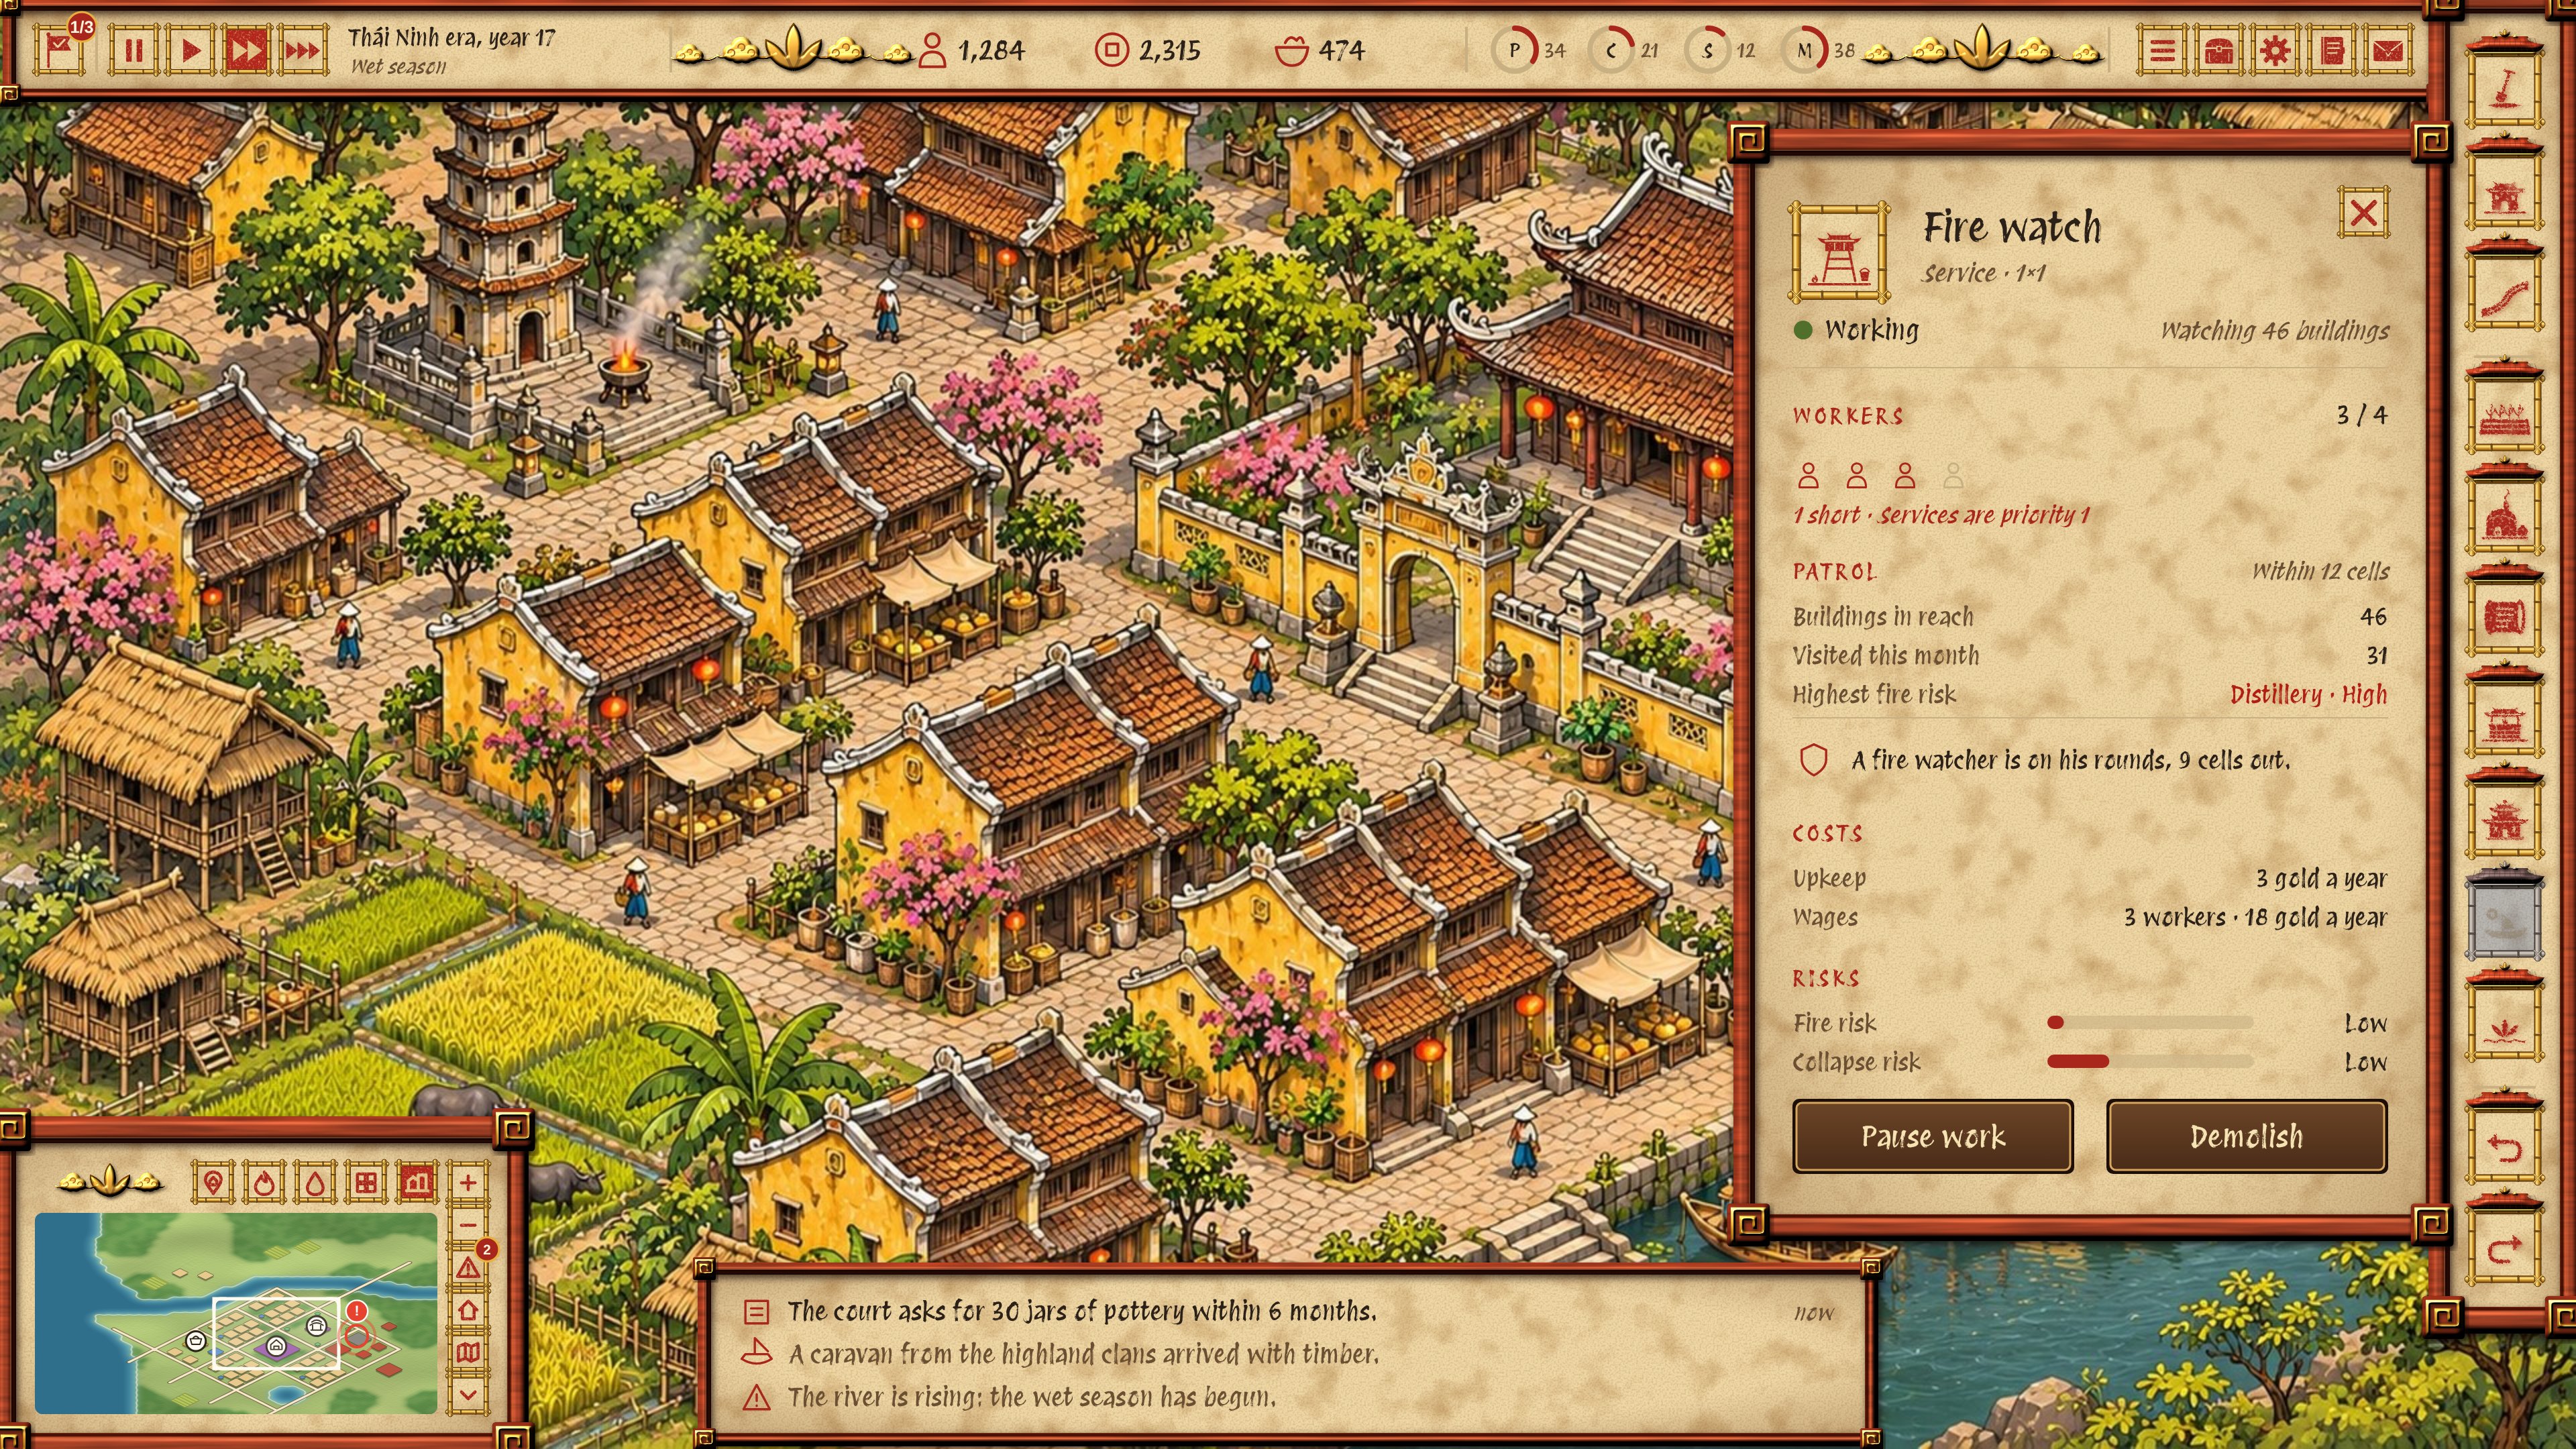 1/3
Thái Ninh era, year 17
Wet season
1,284
2,315
474
P 34
C 21
S 12
M 38
Fire watch
Service · 1×1
Working
Watching 46 buildings
WORKERS
3 / 4
1 short · Services are priority 1
PATROL
Within 12 cells
Buildings in reach
46
Visited this month
31
Highest fire risk
Distillery · High
A fire watcher is on his rounds, 9 cells out.
COSTS
Upkeep
3 gold a year
Wages
3 workers · 18 gold a year
RISKS
Fire risk
Low
Collapse risk
Low
Pause work
Demolish
2
!
The court asks for 30 jars of pottery within 6 months.
now
A caravan from the highland clans arrived with timber.
The river is rising: the wet season has begun.